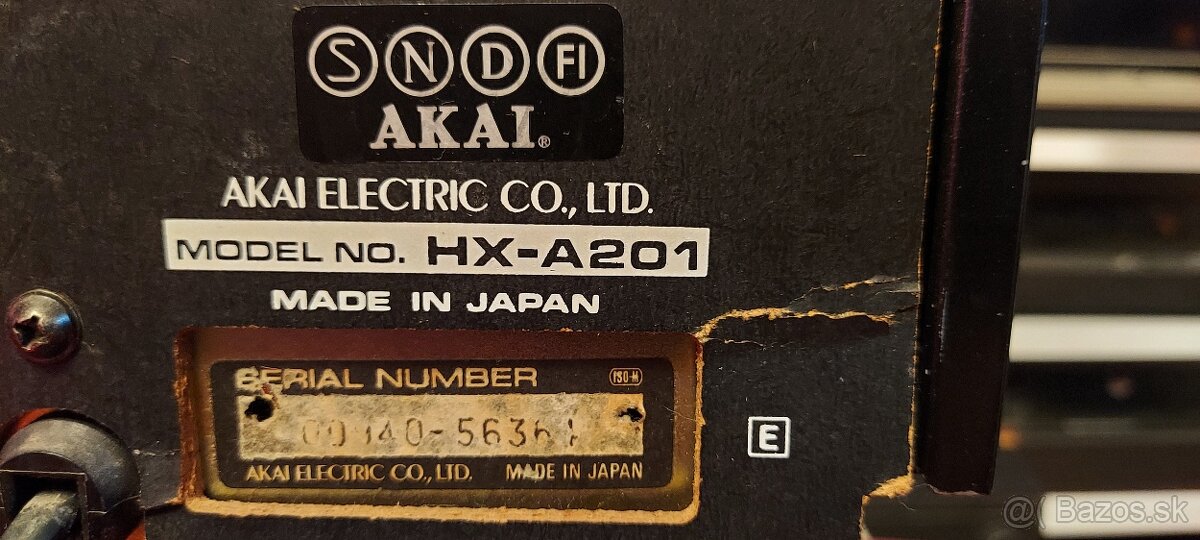 S N D FI
AKAI®
AKAI ELECTRIC CO., LTD.
MODEL NO. HX-A201
MADE IN JAPAN
SERIAL NUMBER ISO-M
AKAI ELECTRIC CO., LTD. MADE IN JAPAN
E
@ Bazos.sk